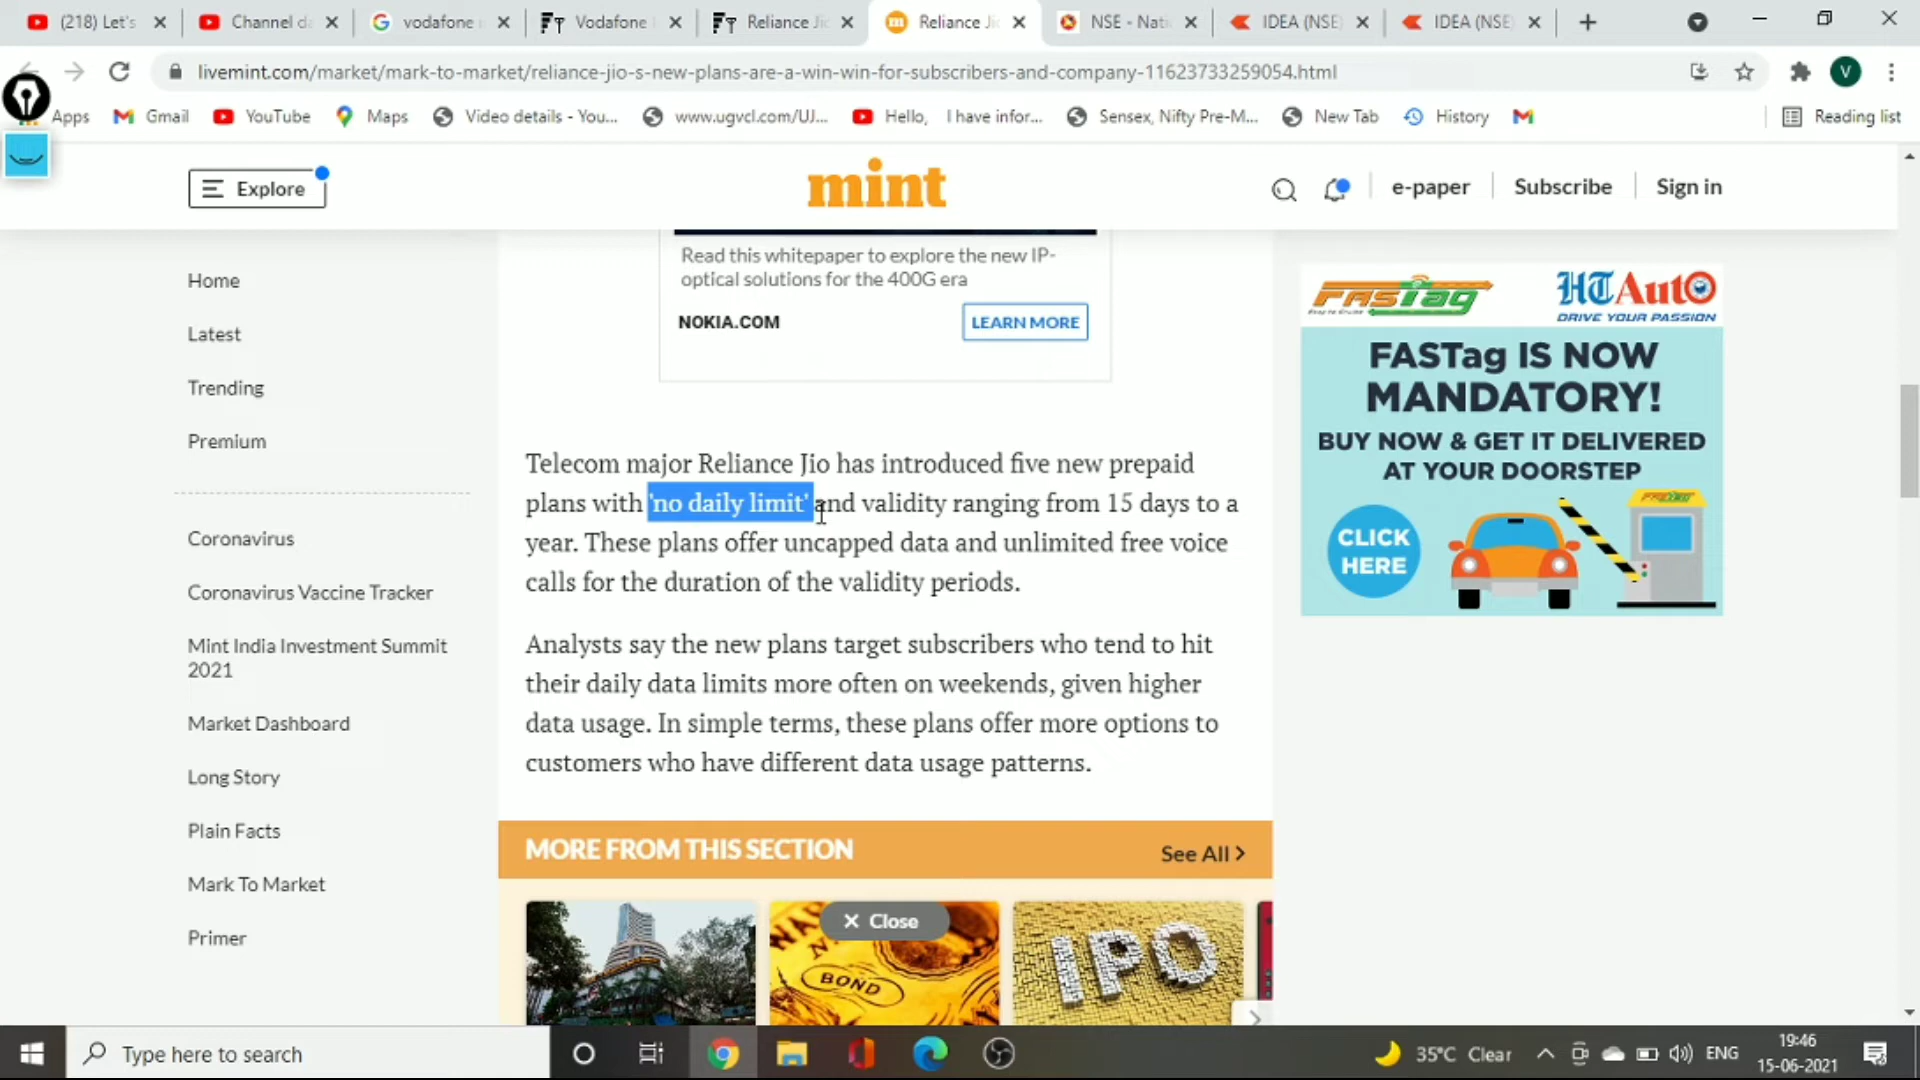 (218) Let's
Channel da
vodafone
Vodafone
Reliance Jio
Reliance Ji
NSE - Nati
IDEA (NSE
IDEA (NSE)
livemint.com/market/mark-to-market/reliance-jio-s-new-plans-are-a-win-win-for-subscribers-and-company-11623733259054.html
V
Apps
Gmail
YouTube
Maps
Video details - You...
www.ugvcl.com/UJ...
Hello, I have infor...
Sensex, Nifty Pre-M...
New Tab
History
Reading list
Explore
mint
e-paper
Subscribe
Sign in
Home
Latest
Trending
Premium
Coronavirus
Coronavirus Vaccine Tracker
Mint India Investment Summit
2021
Market Dashboard
Long Story
Plain Facts
Mark To Market
Primer
Read this whitepaper to explore the new IP-
optical solutions for the 400G era
NOKIA.COM
LEARN MORE
Telecom major Reliance Jio has introduced five new prepaid
plans with 'no daily limit' and validity ranging from 15 days to a
year. These plans offer uncapped data and unlimited free voice
calls for the duration of the validity periods.
Analysts say the new plans target subscribers who tend to hit
their daily data limits more often on weekends, given higher
data usage. In simple terms, these plans offer more options to
customers who have different data usage patterns.
MORE FROM THIS SECTION
See All >
Close
BOND
IPO
FASTag
HT Auto
DRIVE YOUR PASSION
FASTag IS NOW
MANDATORY!
BUY NOW & GET IT DELIVERED
AT YOUR DOORSTEP
CLICK
HERE
Type here to search
35°C Clear
ENG
19:46
15-06-2021